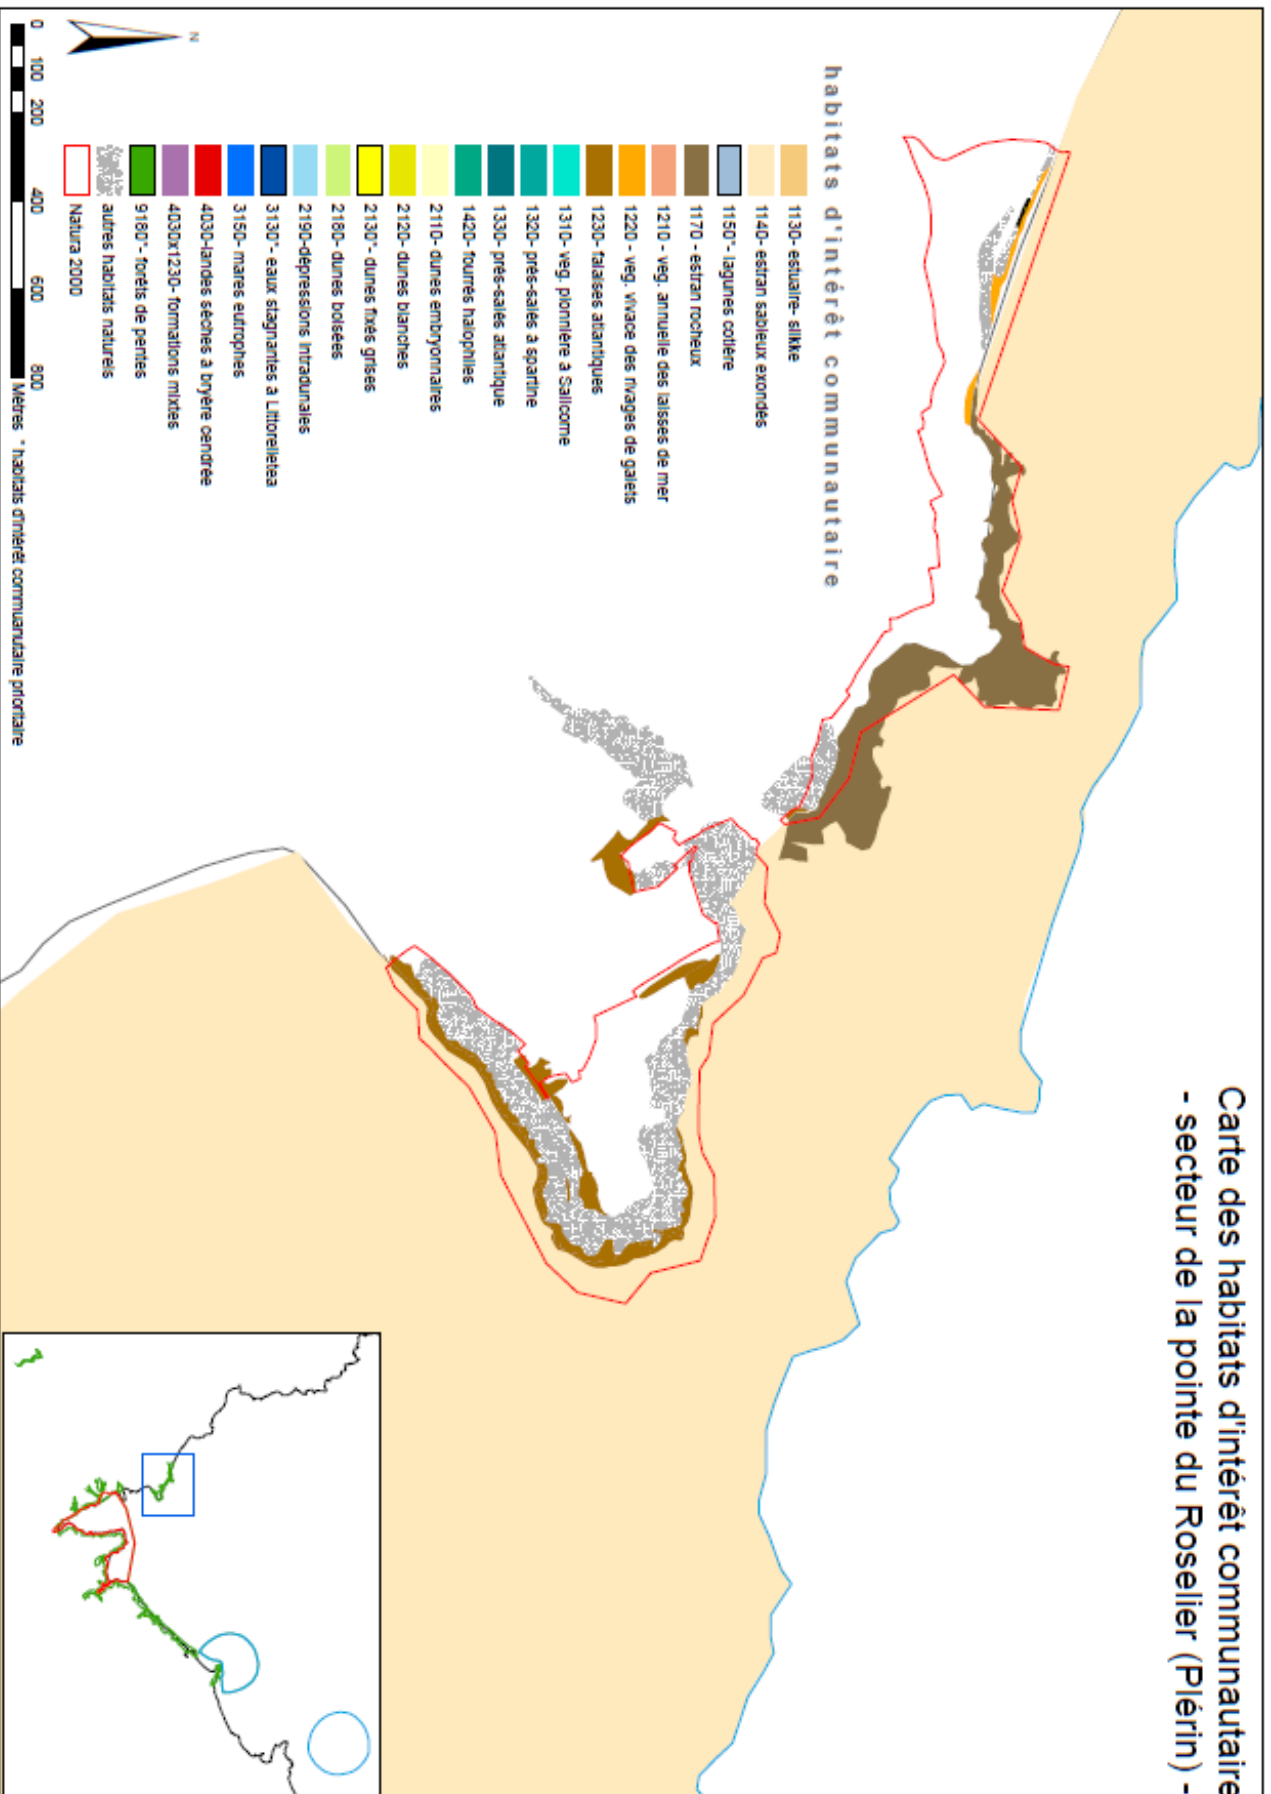 Carte des habitats d'intérêt communautaire
- secteur de la pointe du Roselier (Plérin) -
habitats d'intérêt communautaire
1130- estuaire- slikke
1140- estran sableux exondés
1150*- lagunes cotière
1170 - estran rocheux
1210 - veg. annuelle des laisses de mer
1220 - veg. vivace des rivages de galets
1230- falaises atlantiques
1310- veg. pionnière à Salicorne
1320- prés-salés à spartine
1330- prés-salés atlantique
1420- fourrés halophiles
2110- dunes embryonnaires
2120- dunes blanches
2130*- dunes fixés grises
2180- dunes boisées
2190-dépressions intradunales
3130*- eaux stagnantes à Littorelletea
3150- mares eutrophes
4030-landes sèches à bryère cendrée
4030x1230- formations mixtes
9180*- forêts de pentes
autres habitats naturels
Natura 2000
N
0 100 200 400 600 800
Mètres * habitats d'intérêt communautaire prioritaire